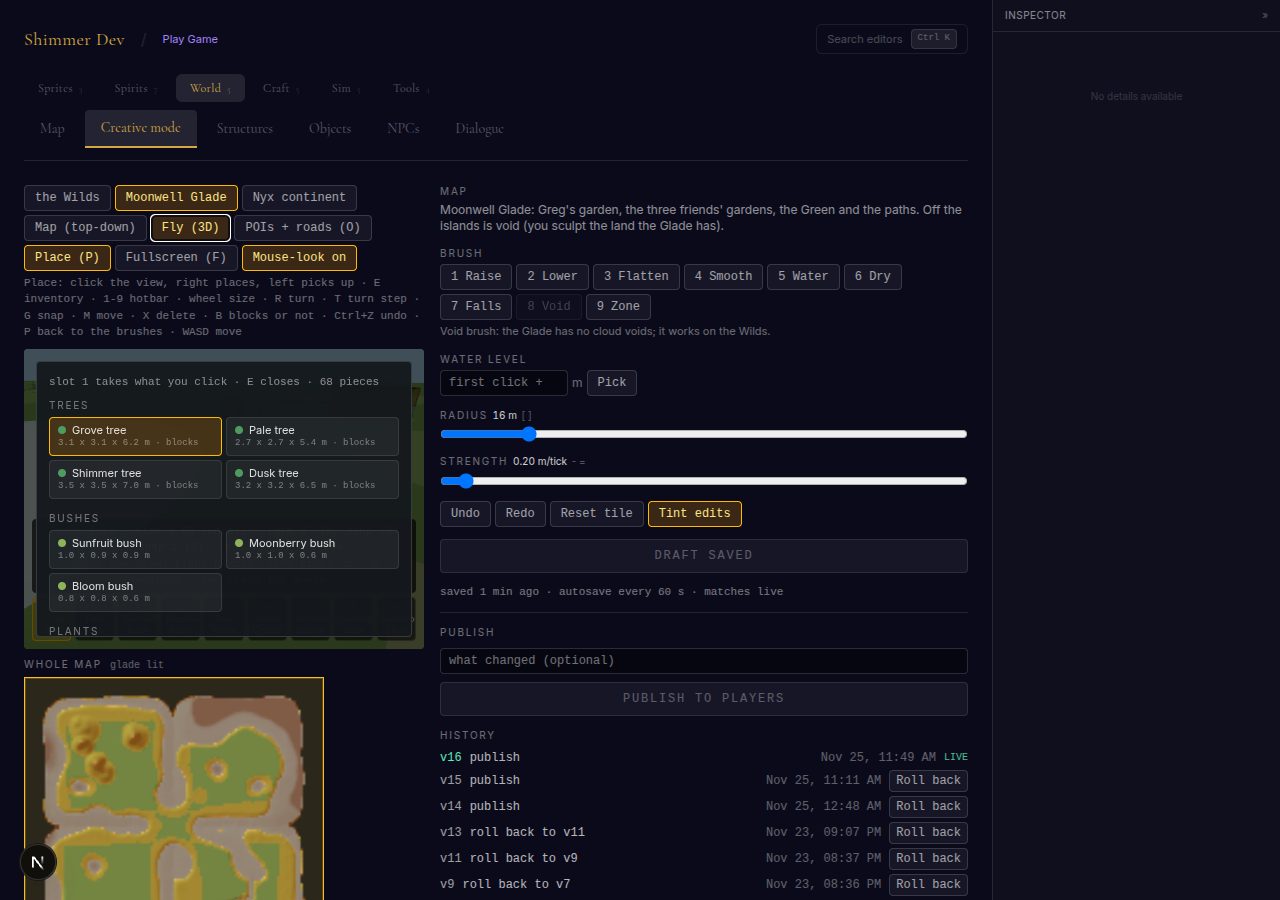 Shimmer Dev / Play Game
Search editors Ctrl K
INSPECTOR »
No details available
Sprites Spirits World 5 Craft Sim Tools
Map Creative mode Structures Objects NPCs Dialogue
the Wilds Moonwell Glade Nyx continent
Map (top-down) Fly (3D) POIs + roads (O)
Place (P) Fullscreen (F) Mouse-look on
Place: click the view, right places, left picks up · E
inventory · 1-9 hotbar · wheel size · R turn · T turn step ·
G snap · M move · X delete · B blocks or not · Ctrl+Z undo ·
P back to the brushes · WASD move
slot 1 takes what you click · E closes · 68 pieces
TREES
Grove tree
3.1 x 3.1 x 6.2 m · blocks
Pale tree
2.7 x 2.7 x 5.4 m · blocks
Shimmer tree
3.5 x 3.5 x 7.0 m · blocks
Dusk tree
3.2 x 3.2 x 6.5 m · blocks
BUSHES
Sunfruit bush
1.0 x 0.9 x 0.9 m
Moonberry bush
1.0 x 1.0 x 0.6 m
Bloom bush
0.8 x 0.8 x 0.6 m
PLANTS
WHOLE MAP glade lit
N
MAP
Moonwell Glade: Greg's garden, the three friends' gardens, the Green and the paths. Off the
islands is void (you sculpt the land the Glade has).
BRUSH
1 Raise 2 Lower 3 Flatten 4 Smooth 5 Water 6 Dry
7 Falls 8 Void 9 Zone
Void brush: the Glade has no cloud voids; it works on the Wilds.
WATER LEVEL
first click + m Pick
RADIUS 16 m [ ]
STRENGTH 0.20 m/tick - =
Undo Redo Reset tile Tint edits
DRAFT SAVED
saved 1 min ago · autosave every 60 s · matches live
PUBLISH
what changed (optional)
PUBLISH TO PLAYERS
HISTORY
v16 publish Nov 25, 11:49 AM LIVE
v15 publish Nov 25, 11:11 AM Roll back
v14 publish Nov 25, 12:48 AM Roll back
v13 roll back to v11 Nov 23, 09:07 PM Roll back
v11 roll back to v9 Nov 23, 08:37 PM Roll back
v9 roll back to v7 Nov 23, 08:36 PM Roll back